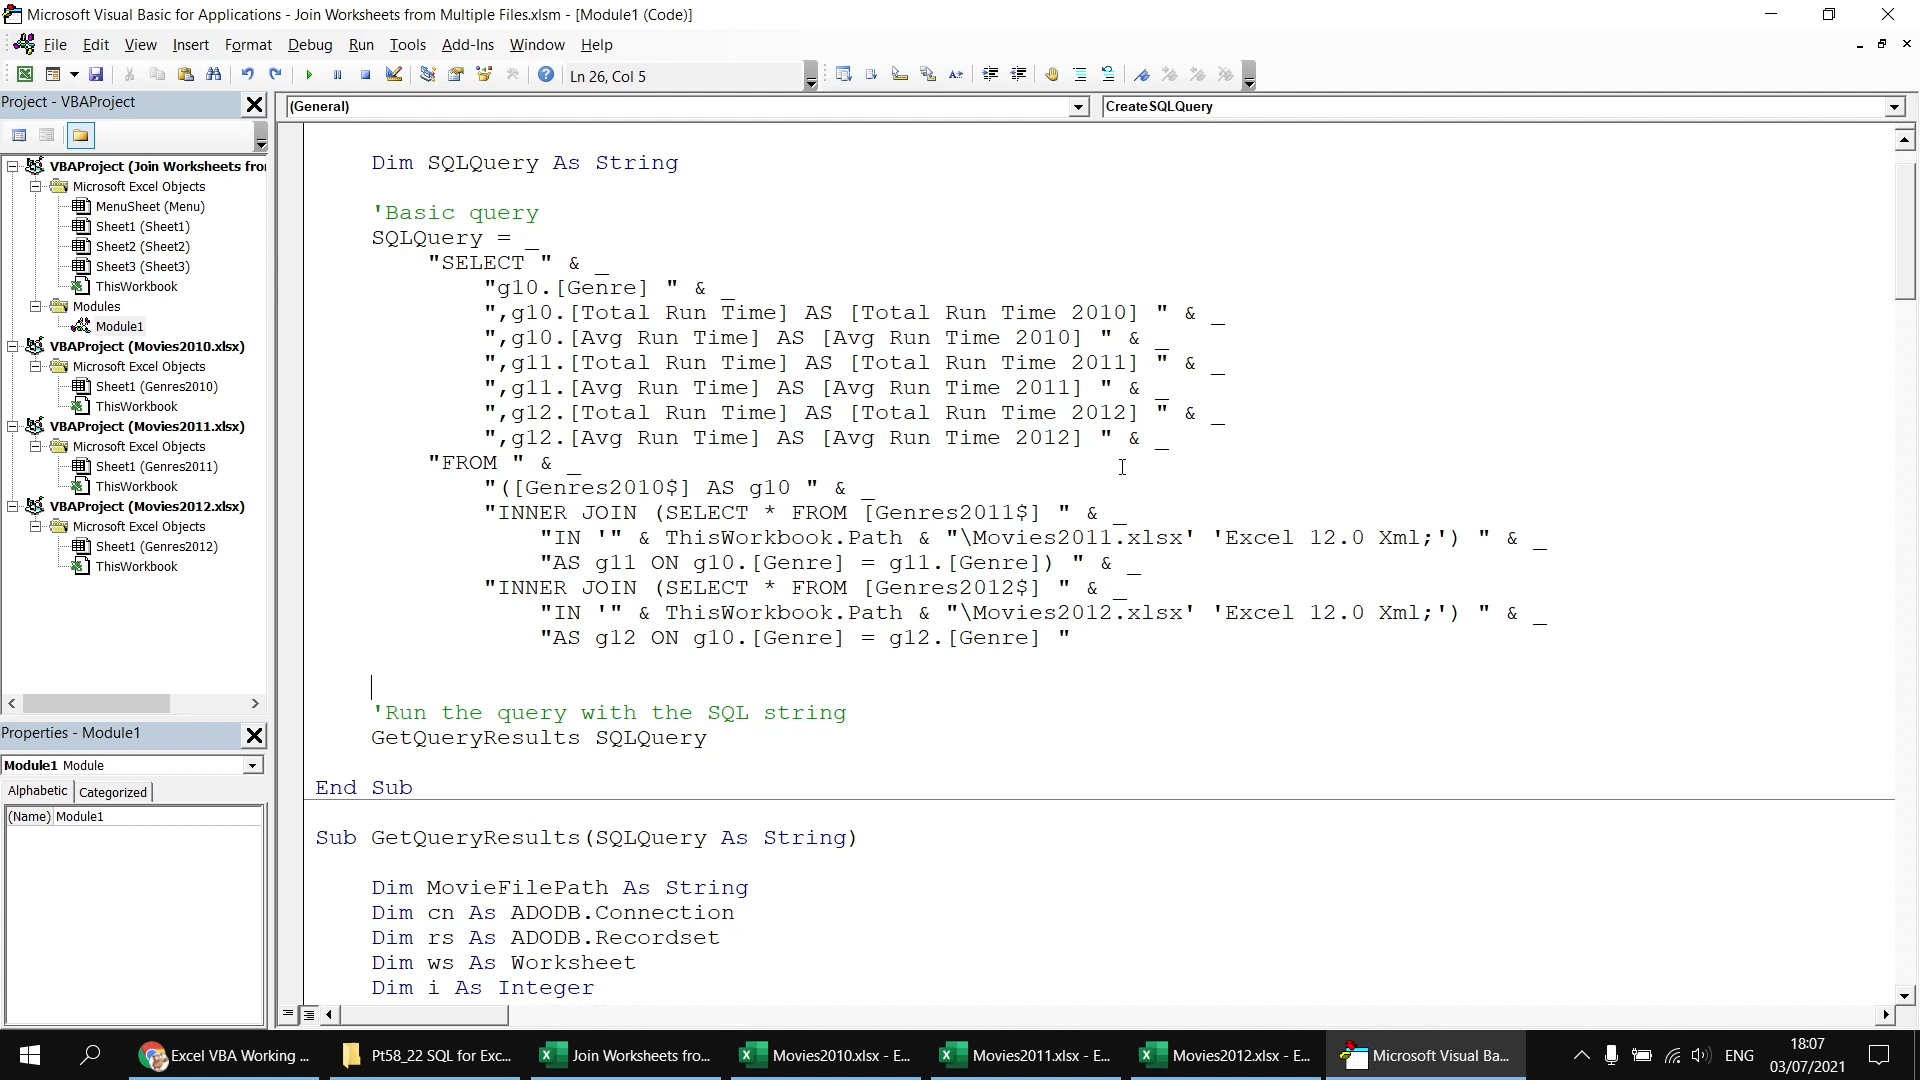 Microsoft Visual Basic for Applications - Join Worksheets from Multiple Files.xlsm - [Module1 (Code)]
File Edit View Insert Format Debug Run Tools Add-Ins Window Help
Ln 26, Col 5
Project - VBAProject
(General) CreateSQLQuery
VBAProject (Join Worksheets fro
Microsoft Excel Objects
MenuSheet (Menu)
Sheet1 (Sheet1)
Sheet2 (Sheet2)
Sheet3 (Sheet3)
ThisWorkbook
Modules
Module1
VBAProject (Movies2010.xlsx)
Microsoft Excel Objects
Sheet1 (Genres2010)
ThisWorkbook
VBAProject (Movies2011.xlsx)
Microsoft Excel Objects
Sheet1 (Genres2011)
ThisWorkbook
VBAProject (Movies2012.xlsx)
Microsoft Excel Objects
Sheet1 (Genres2012)
ThisWorkbook
Properties - Module1
Module1 Module
Alphabetic Categorized
(Name) Module1
Dim SQLQuery As String
'Basic query
SQLQuery = _
"SELECT " & _
"g10.[Genre] " & _
",g10.[Total Run Time] AS [Total Run Time 2010] " & _
",g10.[Avg Run Time] AS [Avg Run Time 2010] " & _
",g11.[Total Run Time] AS [Total Run Time 2011] " & _
",g11.[Avg Run Time] AS [Avg Run Time 2011] " & _
",g12.[Total Run Time] AS [Total Run Time 2012] " & _
",g12.[Avg Run Time] AS [Avg Run Time 2012] " & _
"FROM " & _
"([Genres2010$] AS g10 " & _
"INNER JOIN (SELECT * FROM [Genres2011$] " & _
"IN '" & ThisWorkbook.Path & "\Movies2011.xlsx' 'Excel 12.0 Xml;') " & _
"AS g11 ON g10.[Genre] = g11.[Genre]) " & _
"INNER JOIN (SELECT * FROM [Genres2012$] " & _
"IN '" & ThisWorkbook.Path & "\Movies2012.xlsx' 'Excel 12.0 Xml;') " & _
"AS g12 ON g10.[Genre] = g12.[Genre] "
'Run the query with the SQL string
GetQueryResults SQLQuery
End Sub
Sub GetQueryResults(SQLQuery As String)
Dim MovieFilePath As String
Dim cn As ADODB.Connection
Dim rs As ADODB.Recordset
Dim ws As Worksheet
Dim i As Integer
Excel VBA Working ... Pt58_22 SQL for Exc... Join Worksheets fro... Movies2010.xlsx - E... Movies2011.xlsx - E... Movies2012.xlsx - E... Microsoft Visual Ba... ENG 18:07
03/07/2021